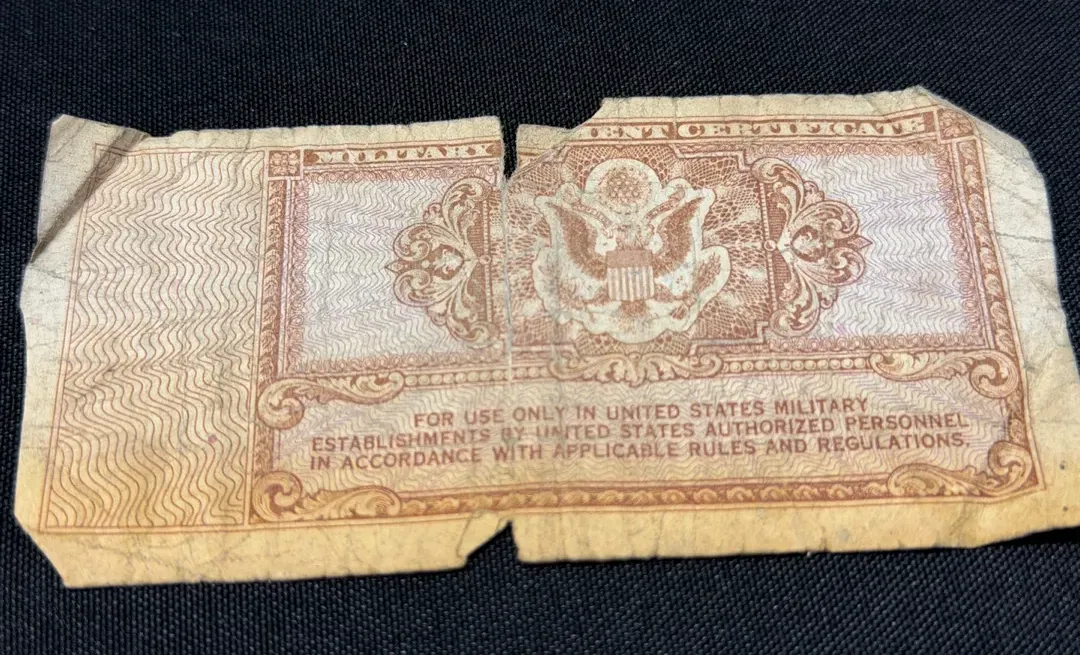 MILITARY MENT CERTIFICATE
FOR USE ONLY IN UNITED STATES MILITARY
ESTABLISHMENTS BY UNITED STATES AUTHORIZED PERSONNEL
IN ACCORDANCE WITH APPLICABLE RULES AND REGULATIONS.